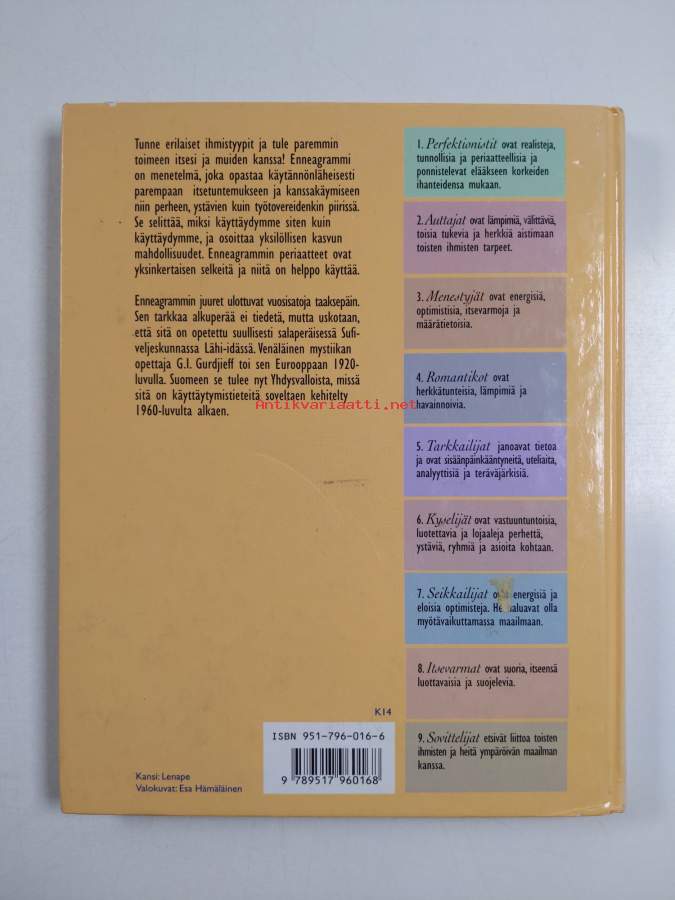 Tunne erilaiset ihmistyypit ja tule paremmin
toimeen itsesi ja muiden kanssa! Enneagrammi
on menetelmä, joka opastaa käytännönläheisesti
parempaan itsetuntemukseen ja kanssakäymiseen
niin perheen, ystävien kuin työtovereidenkin piirissä.
Se selittää, miksi käyttäydymme siten kuin
käyttäydymme, ja osoittaa yksilöllisen kasvun
mahdollisuudet. Enneagrammin periaatteet ovat
yksinkertaisen selkeitä ja niitä on helppo käyttää.
Enneagrammin juuret ulottuvat vuosisatoja taaksepäin.
Sen tarkkaa alkuperää ei tiedetä, mutta uskotaan,
että sitä on opetettu suullisesti salaperäisessä Sufi-
veljeskunnassa Lähi-idässä. Venäläinen mystiikan
opettaja G.I. Gurdjieff toi sen Eurooppaan 1920-
luvulla. Suomeen se tulee nyt Yhdysvalloista, missä
sitä on käyttäytymistieteitä soveltaen kehitelty
1960-luvulta alkaen.
Antikvariaatti.net
1. Perfektionistit ovat realisteja,
tunnollisia ja periaatteellisia ja
ponnistelevat elääkseen korkeiden
ihanteidensa mukaan.
2. Auttajat ovat lämpimiä, välittäviä,
toisia tukevia ja herkkiä aistimaan
toisten ihmisten tarpeet.
3. Menestyjät ovat energisiä,
optimistisia, itsevarmoja ja
määrätietoisia.
4. Romantikot ovat
herkkätunteisia, lämpimiä ja
havainnoivia.
5. Tarkkailijat janoavat tietoa
ja ovat sisäänpäinkääntyneitä, uteliaita,
analyyttisiä ja teräväjärkisiä.
6. Kyselijät ovat vastuuntuntoisia,
luotettavia ja lojaaleja perhettä,
ystäviä, ryhmiä ja asioita kohtaan.
7. Seikkailijat energisiä ja
eloisia optimisteja. olla
myötävaikuttamassa maailmaan.
8. Itsevarmat ovat suoria, itseensä
luottavaisia ja suojelevia.
9. Sovittelijat etsivät liittoa toisten
ihmisten ja heitä ympäröivän maailman
kanssa.
K14
ISBN 951-796-016-6
9 789517 960168
Kansi: Lenape
Valokuvat: Esa Hämäläinen